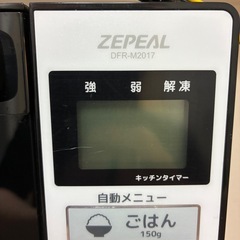 ZEPEAL
DFR-M2017
強 弱 解凍
キッチンタイマー
自動メニュー
ごはん
150g